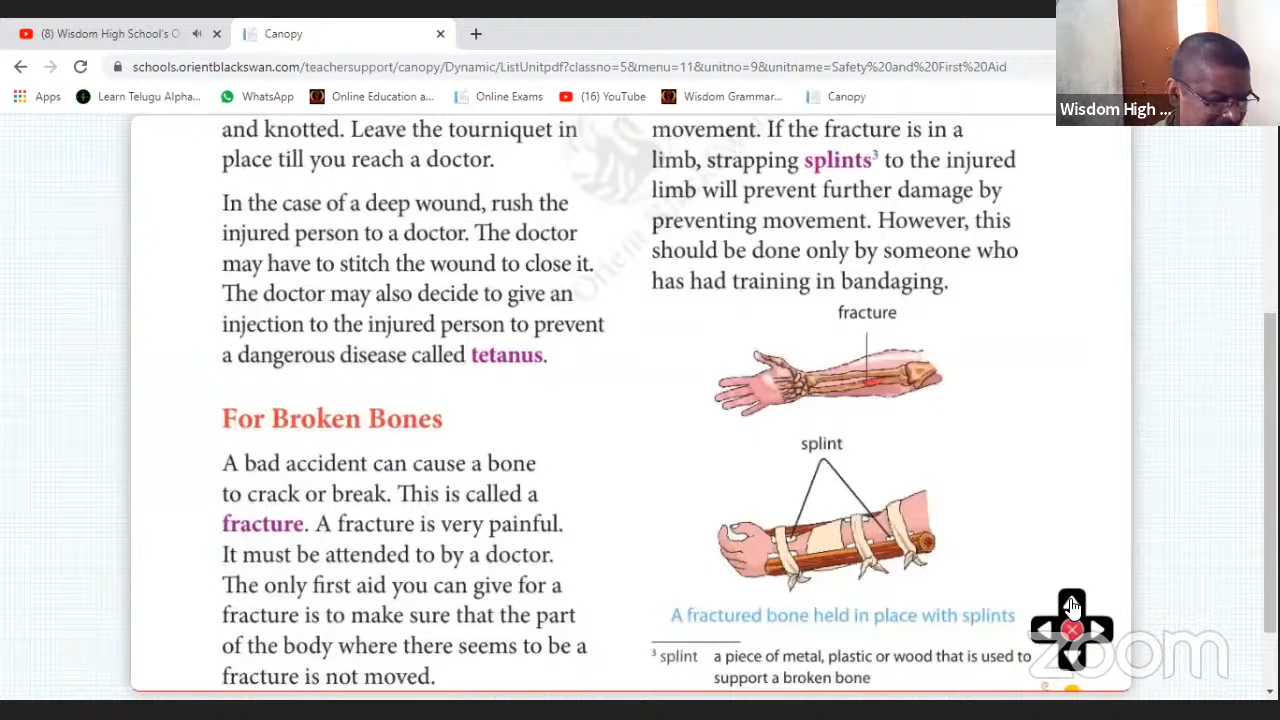 (8) Wisdom High School's O
Canopy
schools.orientblackswan.com/teachersupport/canopy/Dynamic/ListUnitpdf?classno=5&menu=11&unitno=9&unitname=Safety%20and%20First%20Aid
Apps
Learn Telugu Alpha...
WhatsApp
Online Education a...
Online Exams
(16) YouTube
Wisdom Grammar...
Canopy
Wisdom High ...
and knotted. Leave the tourniquet in
place till you reach a doctor.
In the case of a deep wound, rush the
injured person to a doctor. The doctor
may have to stitch the wound to close it.
The doctor may also decide to give an
injection to the injured person to prevent
a dangerous disease called tetanus.
For Broken Bones
A bad accident can cause a bone
to crack or break. This is called a
fracture. A fracture is very painful.
It must be attended to by a doctor.
The only first aid you can give for a
fracture is to make sure that the part
of the body where there seems to be a
fracture is not moved.
movement. If the fracture is in a
limb, strapping splints³ to the injured
limb will prevent further damage by
preventing movement. However, this
should be done only by someone who
has had training in bandaging.
fracture
splint
A fractured bone held in place with splints
³ splint a piece of metal, plastic or wood that is used to
support a broken bone
zoom